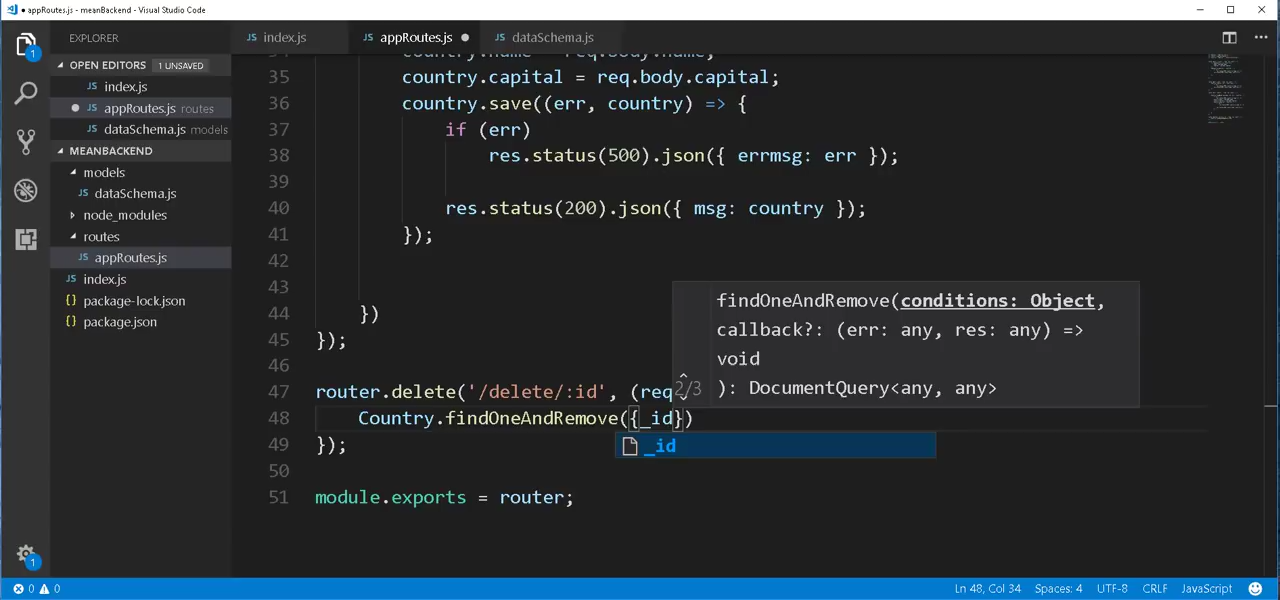 appRoutes.js - meanBackend - Visual Studio Code
EXPLORER
index.js
appRoutes.js
dataSchema.js
OPEN EDITORS 1 UNSAVED
JS index.js
appRoutes.js routes
JS dataSchema.js models
MEANBACKEND
models
JS dataSchema.js
node_modules
routes
JS appRoutes.js
JS index.js
{} package-lock.json
{} package.json
35 country.capital = req.body.capital;
36 country.save((err, country) => {
37 if (err)
38 res.status(500).json({ errmsg: err });
39
40 res.status(200).json({ msg: country });
41 });
42
43
44 })
45 });
46
47 router.delete('/delete/:id', (req
48 Country.findOneAndRemove({_id})
49 });
50
51 module.exports = router;
findOneAndRemove(conditions: Object,
callback?: (err: any, res: any) =>
void
2/3 ): DocumentQuery<any, any>
_id
1
1
0 0
Ln 48, Col 34 Spaces: 4 UTF-8 CRLF JavaScript